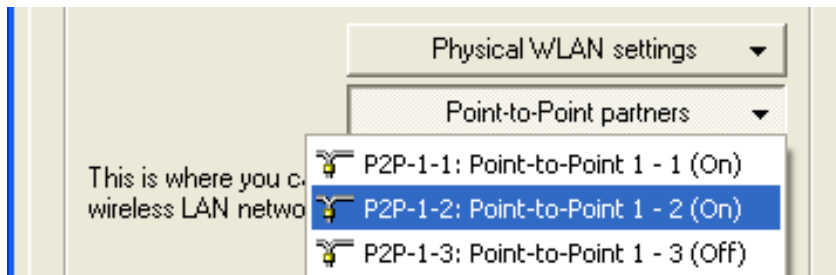 Physical WLAN settings
Point-to-Point partners
P2P-1-1: Point-to-Point 1 - 1 (On)
This is where you
wireless LAN
P2P-1-2: Point-to-Point 1 - 2 (On)
P2P-1-3: Point-to-Point 1 - 3 (Off)